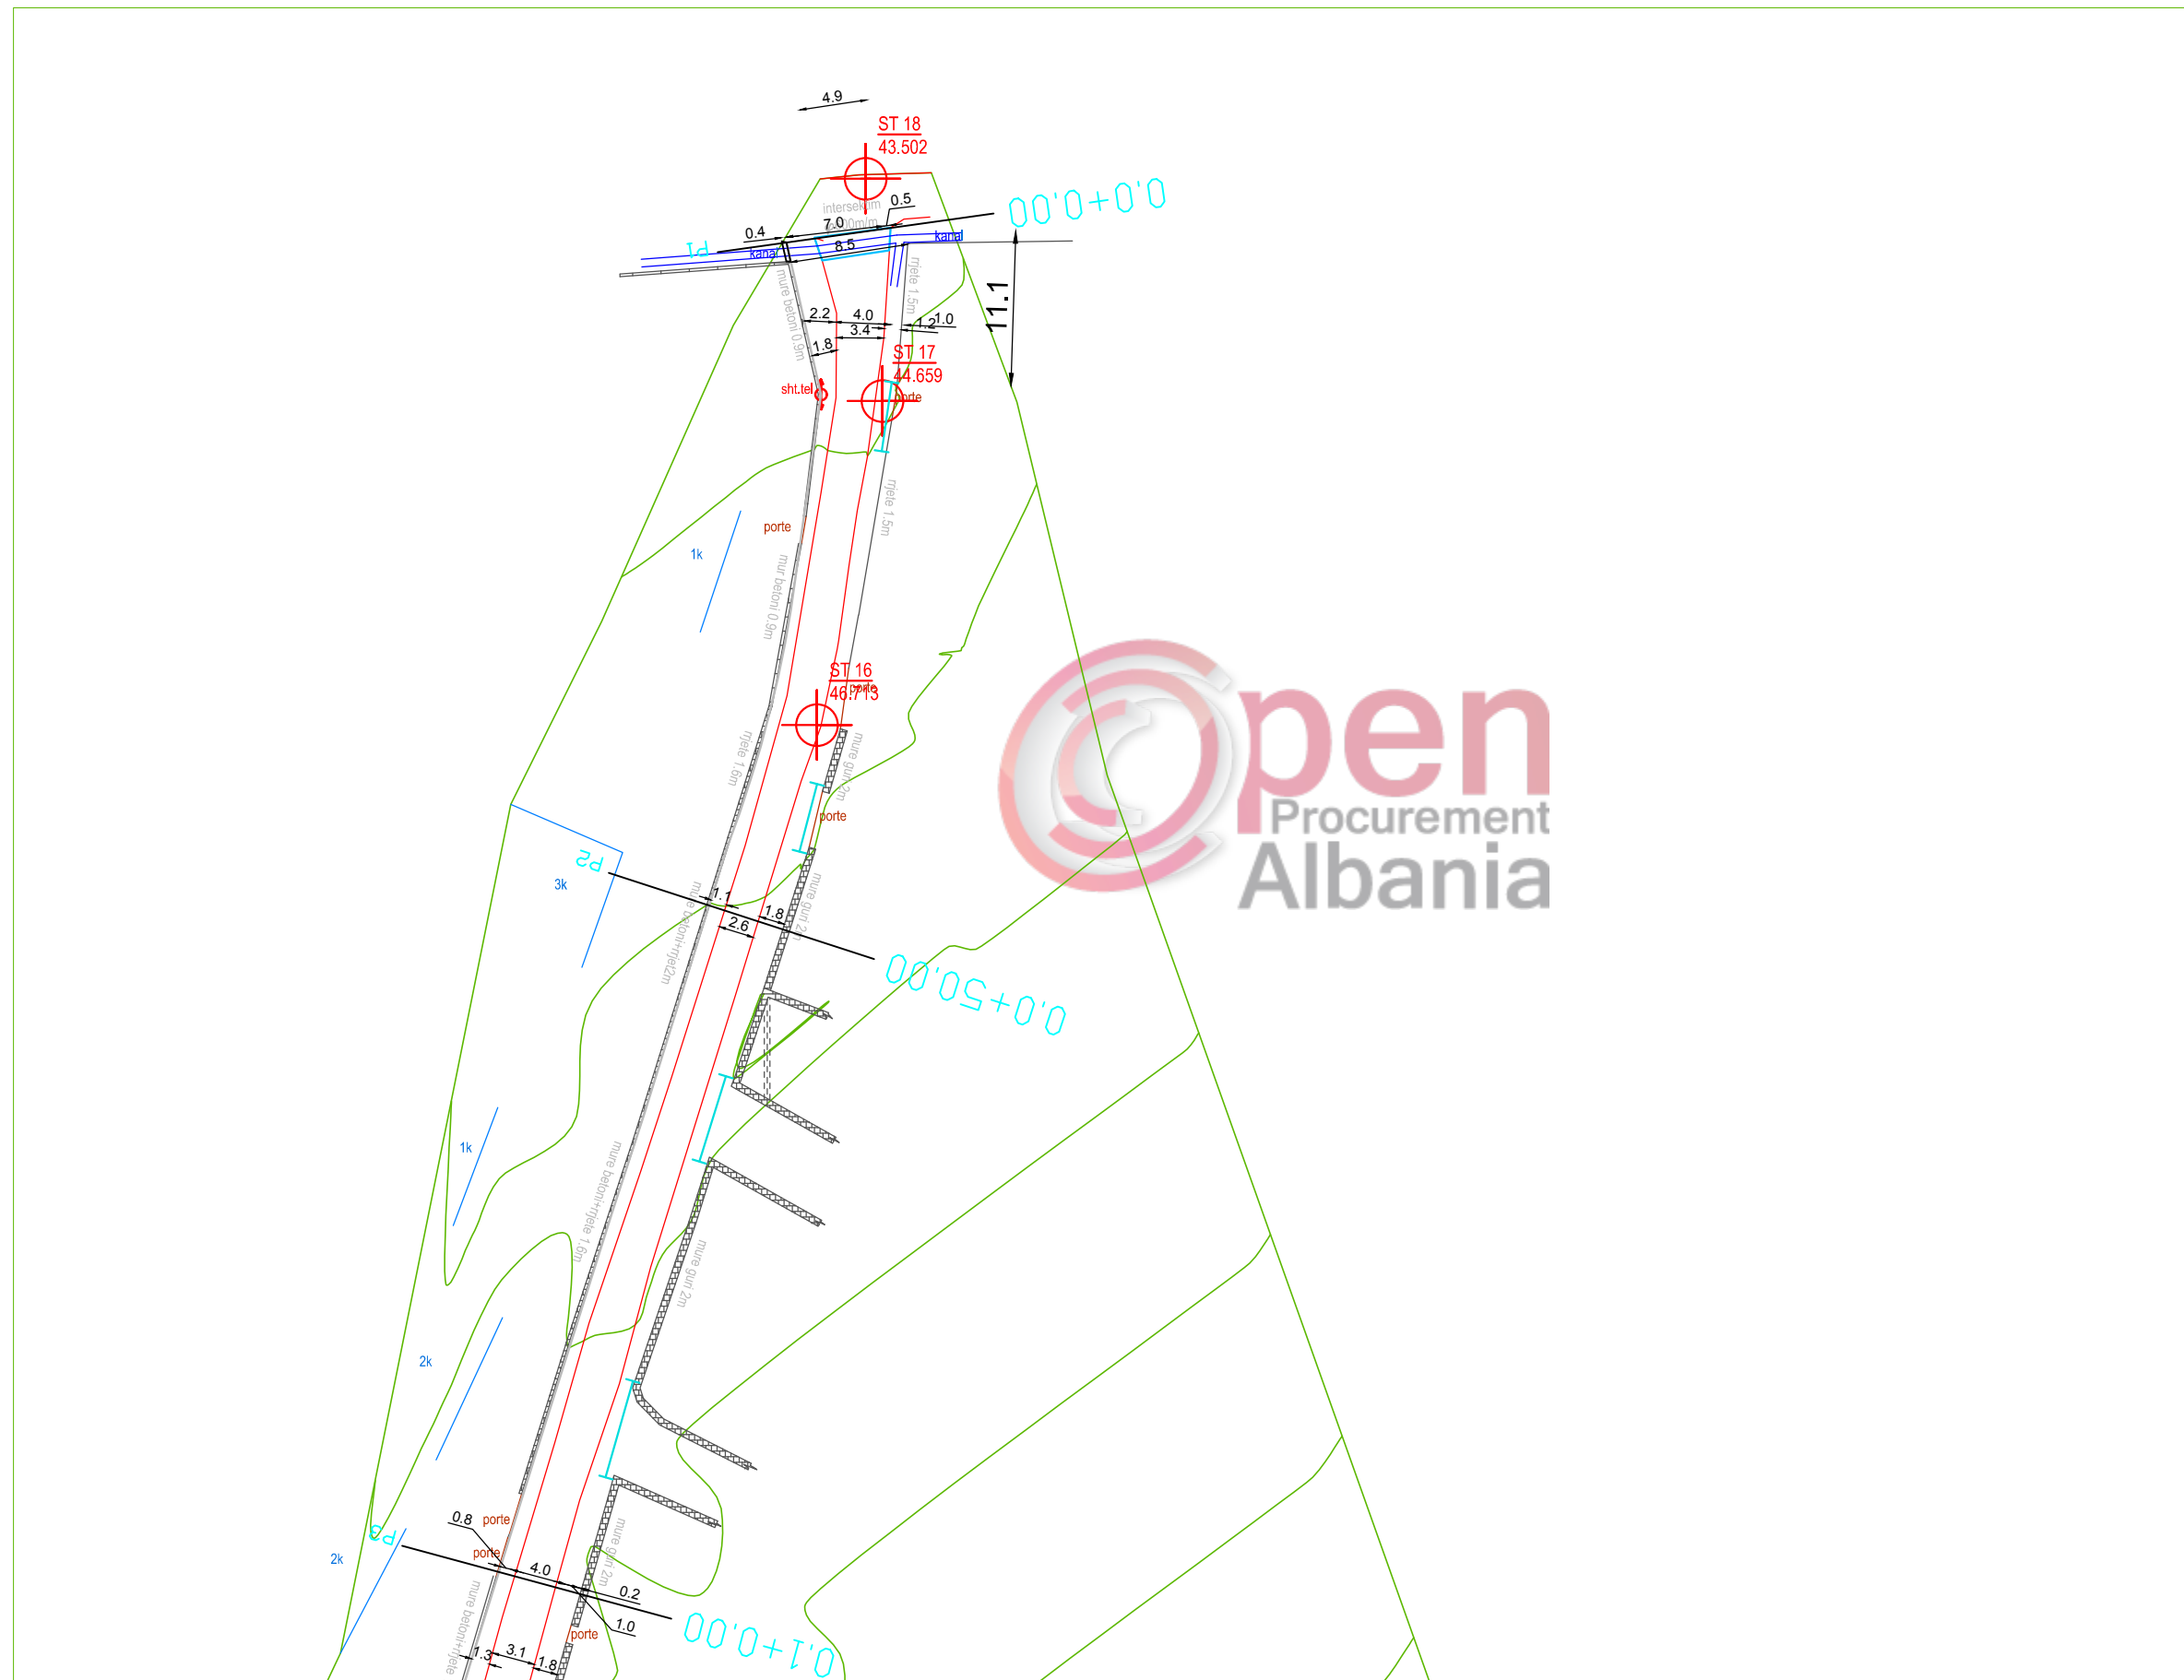 4.9
ST 18
43.502
0.0+0.00
0.5
intersektim
7.0
0.4
P1
kanal
8.5
kanal
rrjete 1.5m
mure betoni 0.9m
11.1
2.2
4.0
1.0
1.2
3.4
1.8
ST 17
44.659
sht.tel
porte
rrjete 1.5m
porte
1k
mur betoni 0.9m
ST 16
46.713
porte
rrjete 1.6m
mure guri 2m
Open
Procurement
Albania
porte
P2
3k
1.1
1.8
2.6
mure guri 2m
mure betoni+rrjet2m
0.0+50.00
1k
mure betoni+rrjete 1.6m
mure guri 2m
2k
0.8
porte
P3
porte
2k
4.0
mure guri 2m
0.2
1.0
mure betoni+rrjete
porte
0.1+0.00
1.3
3.1
1.8